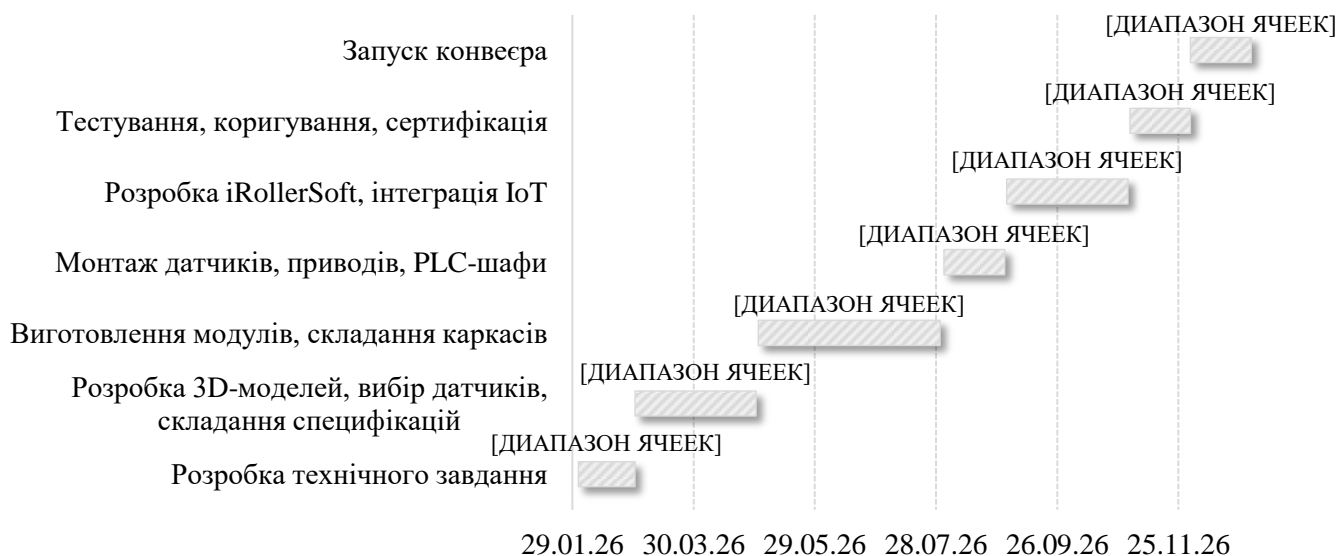 [ДИАПАЗОН ЯЧЕЕК]
Запуск конвеєра
[ДИАПАЗОН ЯЧЕЕК]
Тестування, коригування, сертифікація
[ДИАПАЗОН ЯЧЕЕК]
Розробка iRollerSoft, інтеграція IoT
[ДИАПАЗОН ЯЧЕЕК]
Монтаж датчиків, приводів, PLC-шафи
[ДИАПАЗОН ЯЧЕЕК]
Виготовлення модулів, складання каркасів
[ДИАПАЗОН ЯЧЕЕК]
Розробка 3D-моделей, вибір датчиків,
складання специфікацій
[ДИАПАЗОН ЯЧЕЕК]
Розробка технічного завдання
29.01.26 30.03.26 29.05.26 28.07.26 26.09.26 25.11.26